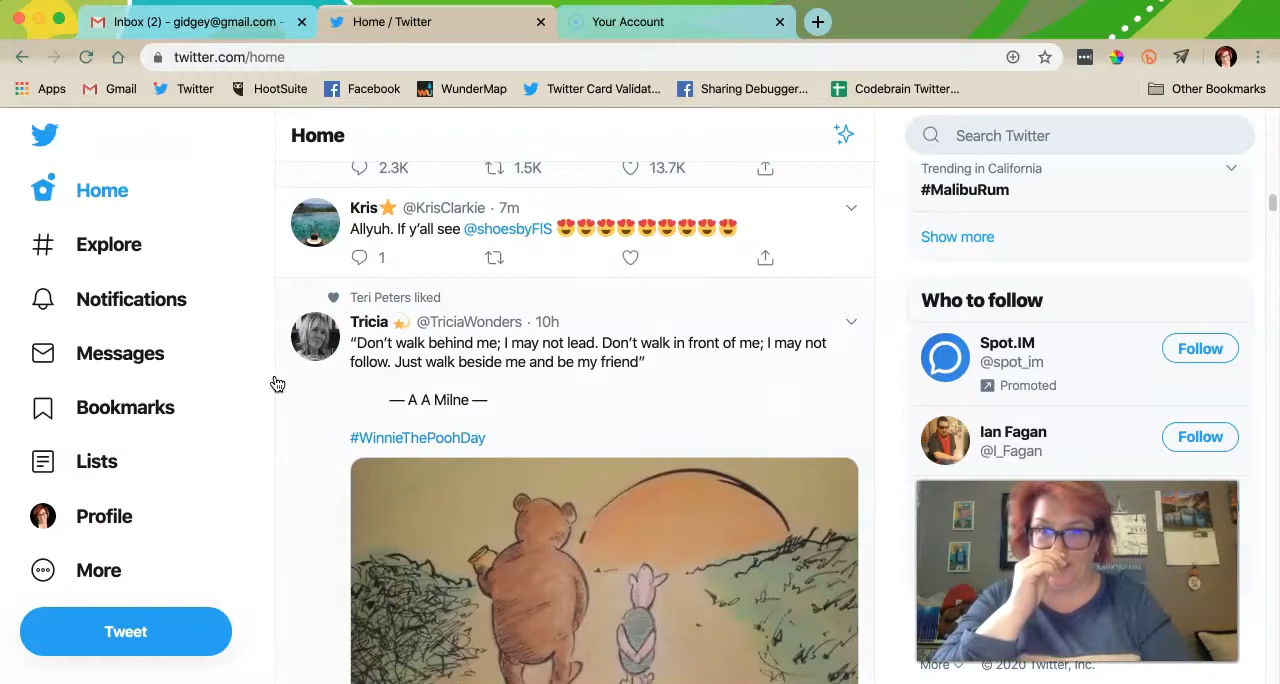 Inbox (2) - gidgey@gmail.com -
Home / Twitter
Your Account
twitter.com/home
Apps
Gmail
Twitter
HootSuite
Facebook
WunderMap
Twitter Card Validat...
Sharing Debugger...
Codebrain Twitter...
Other Bookmarks
Home
Explore
Notifications
Messages
Bookmarks
Lists
Profile
More
Tweet
Home
2.3K 1.5K 13.7K
Kris⭐ @KrisClarkie · 7m
Allyuh. If y'all see @shoesbyFIS 😍😍😍😍😍😍😍😍😍
1
Teri Peters liked
Tricia 💫 @TriciaWonders · 10h
“Don’t walk behind me; I may not lead. Don’t walk in front of me; I may not
follow. Just walk beside me and be my friend”
— A A Milne —
#WinnieThePoohDay
Search Twitter
Trending in California
#MalibuRum
Show more
Who to follow
Spot.IM
@spot_im
Promoted
Follow
Ian Fagan
@I_Fagan
Follow
More © 2020 Twitter, Inc.